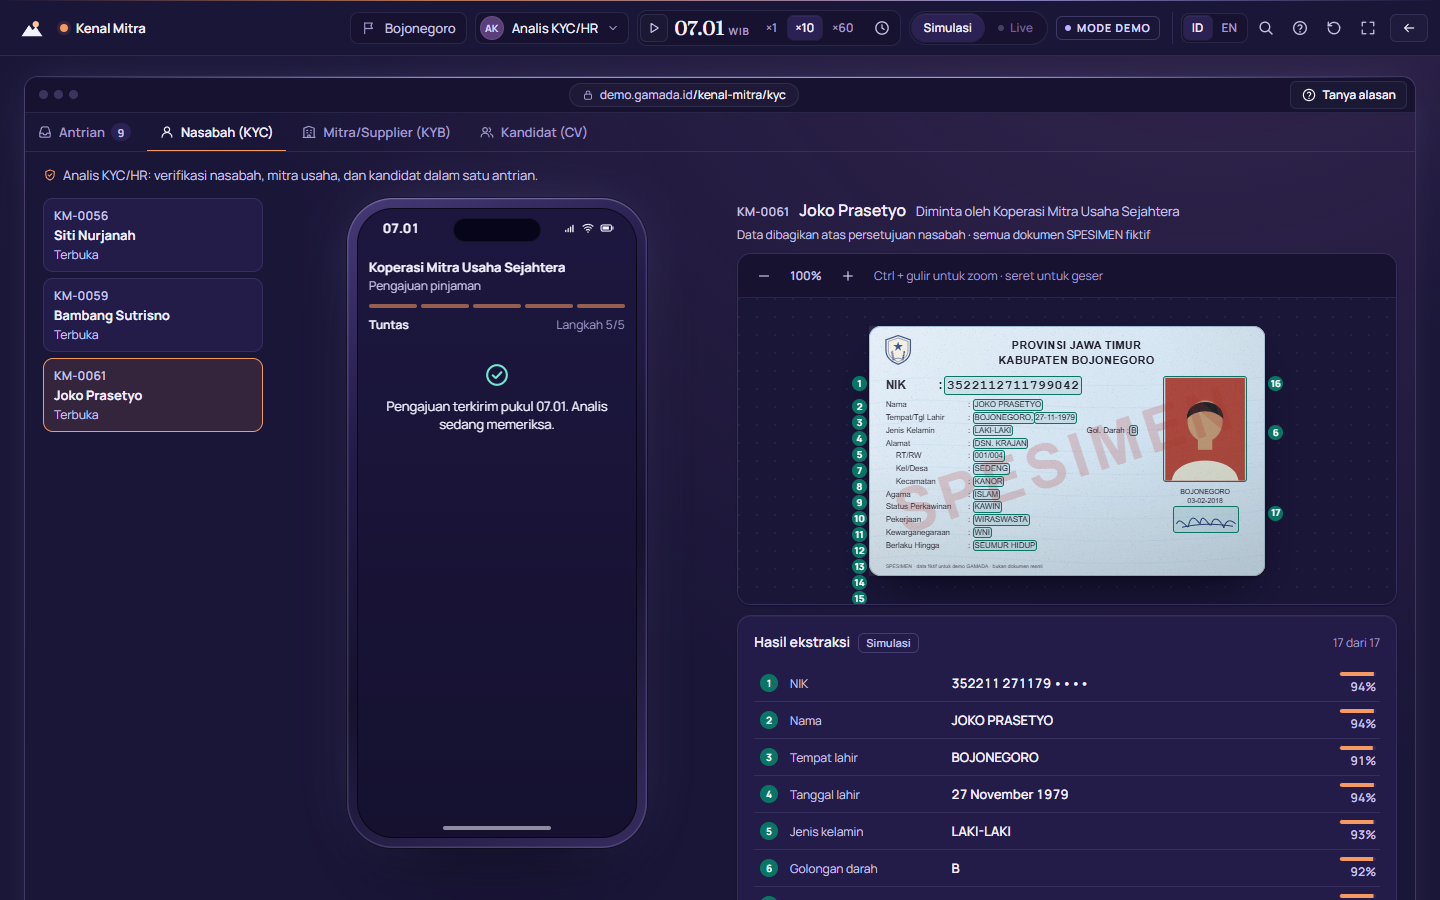 Kenal Mitra
Bojonegoro
AK Analis KYC/HR
07.01 WIB
×1 ×10 ×60
Simulasi
Live
MODE DEMO
ID EN
demo.gamada.id/kenal-mitra/kyc
Tanya alasan
Antrian 9
Nasabah (KYC)
Mitra/Supplier (KYB)
Kandidat (CV)
Analis KYC/HR: verifikasi nasabah, mitra usaha, dan kandidat dalam satu antrian.
KM-0056
Siti Nurjanah
Terbuka
KM-0059
Bambang Sutrisno
Terbuka
KM-0061
Joko Prasetyo
Terbuka
07.01
Koperasi Mitra Usaha Sejahtera
Pengajuan pinjaman
Tuntas Langkah 5/5
Pengajuan terkirim pukul 07.01. Analis
sedang memeriksa.
KM-0061 Joko Prasetyo Diminta oleh Koperasi Mitra Usaha Sejahtera
Data dibagikan atas persetujuan nasabah · semua dokumen SPESIMEN fiktif
− 100% + Ctrl + gulir untuk zoom · seret untuk geser
PROVINSI JAWA TIMUR
KABUPATEN BOJONEGORO
1 NIK : 3522112711799042 16
2 Nama : JOKO PRASETYO
3 Tempat/Tgl Lahir : BOJONEGORO, 27-11-1979
4 Jenis Kelamin : LAKI-LAKI Gol. Darah : B 6
5 Alamat : DSN. KRAJAN
7 RT/RW : 001/004
8 Kel/Desa : SEDENG
9 Kecamatan : KANOR
10 Agama : ISLAM
11 Status Perkawinan : KAWIN
12 Pekerjaan : WIRASWASTA
13 Kewarganegaraan : WNI
14 Berlaku Hingga : SEUMUR HIDUP
15
BOJONEGORO
03-02-2018
17
SPESIMEN
SPESIMEN · data fiktif untuk demo GAMADA · bukan dokumen resmi
Hasil ekstraksi Simulasi 17 dari 17
1 NIK 352211 271179 •••• 94%
2 Nama JOKO PRASETYO 94%
3 Tempat lahir BOJONEGORO 91%
4 Tanggal lahir 27 November 1979 94%
5 Jenis kelamin LAKI-LAKI 93%
6 Golongan darah B 92%